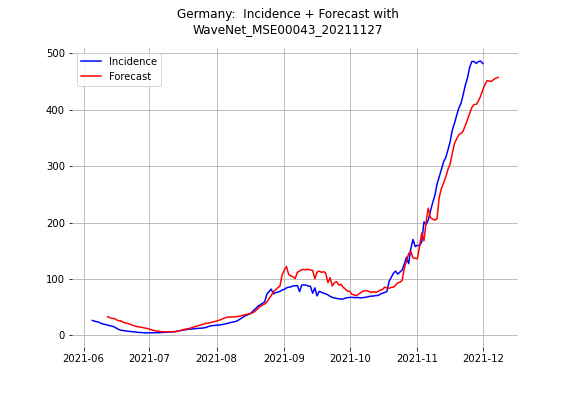 Germany:  Incidence + Forecast with
WaveNet_MSE00043_20211127
Incidence
Forecast
500
400
300
200
100
0
2021-06 2021-07 2021-08 2021-09 2021-10 2021-11 2021-12